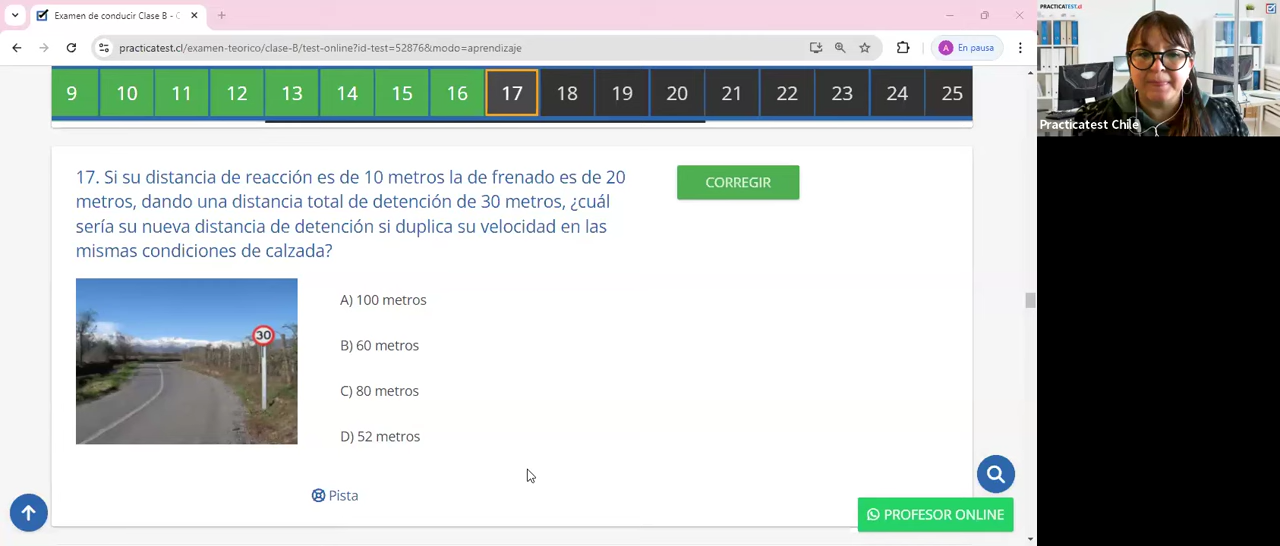 Examen de conducir Clase B - C
practicatest.cl/examen-teorico/clase-B/test-online?id-test=52876&modo=aprendizaje
A
En pausa
PRACTICATEST.cl
Practicatest Chile
9 10 11 12 13 14 15 16 17 18 19 20 21 22 23 24 25
17. Si su distancia de reacción es de 10 metros la de frenado es de 20
metros, dando una distancia total de detención de 30 metros, ¿cuál
sería su nueva distancia de detención si duplica su velocidad en las
mismas condiciones de calzada?
CORREGIR
30
A) 100 metros
B) 60 metros
C) 80 metros
D) 52 metros
Pista
PROFESOR ONLINE